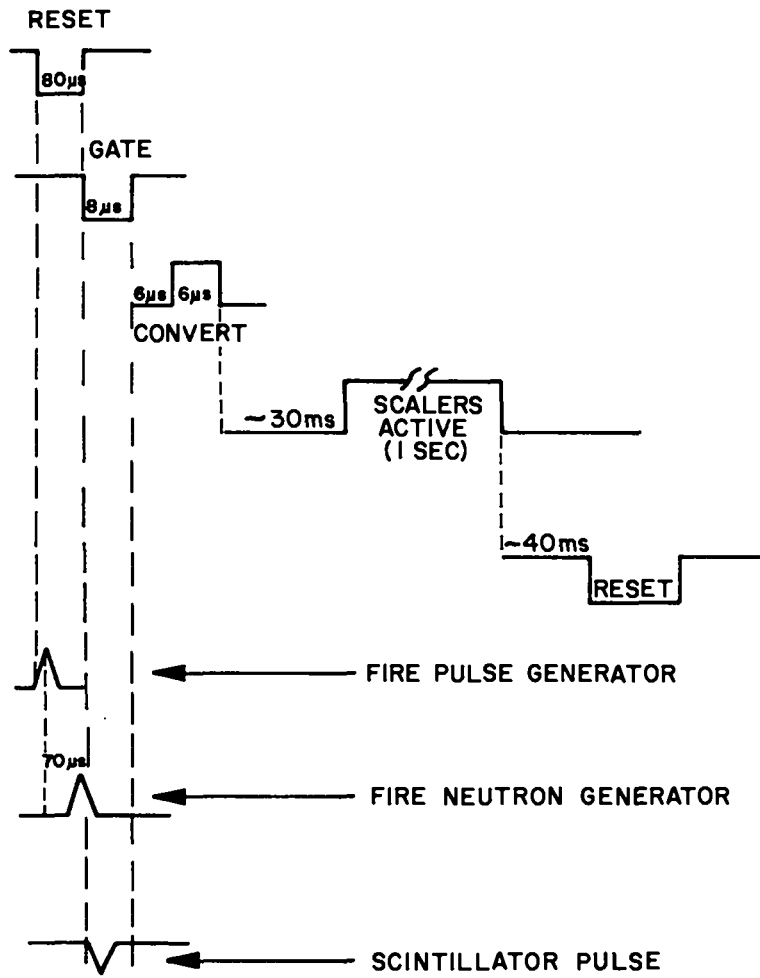 RESET
80µs
GATE
8µs
6µs 6µs
CONVERT
~30ms
SCALERS
ACTIVE
(1 SEC)
~40ms
RESET
FIRE PULSE GENERATOR
70µs
FIRE NEUTRON GENERATOR
SCINTILLATOR PULSE